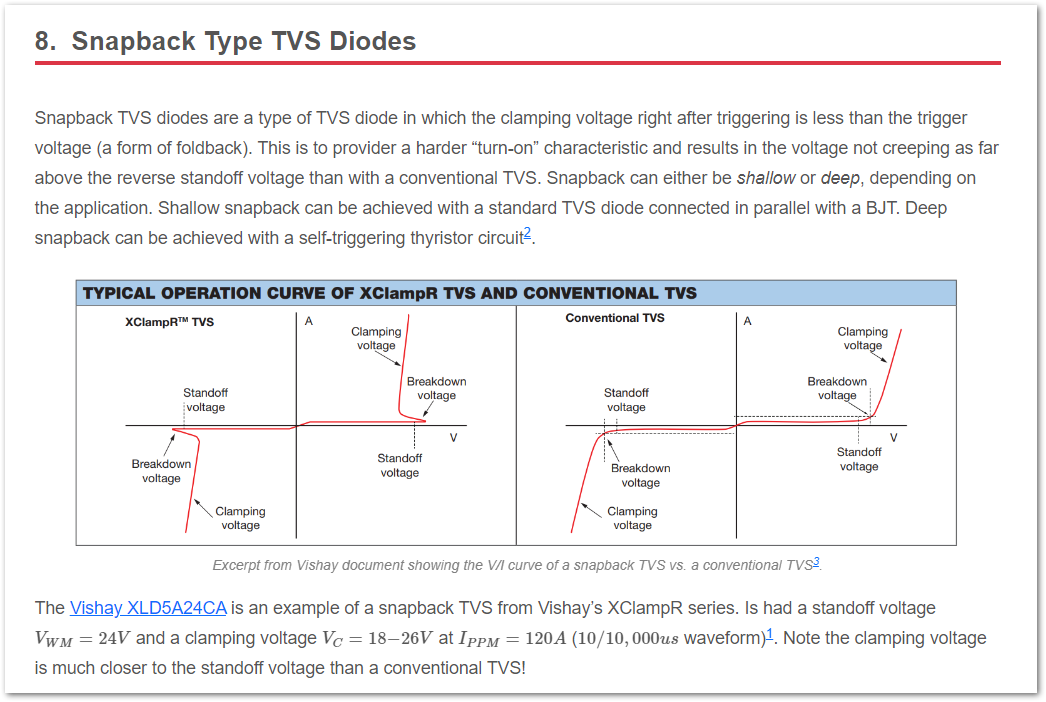 8. Snapback Type TVS Diodes
Snapback TVS diodes are a type of TVS diode in which the clamping voltage right after triggering is less than the trigger
voltage (a form of foldback). This is to provider a harder “turn-on” characteristic and results in the voltage not creeping as far
above the reverse standoff voltage than with a conventional TVS. Snapback can either be shallow or deep, depending on
the application. Shallow snapback can be achieved with a standard TVS diode connected in parallel with a BJT. Deep
snapback can be achieved with a self-triggering thyristor circuit2.
TYPICAL OPERATION CURVE OF XClampR TVS AND CONVENTIONAL TVS
XClampR™ TVS
A
Clamping
voltage
Breakdown
voltage
Standoff
voltage
V
Standoff
voltage
Breakdown
voltage
Clamping
voltage
Conventional TVS
A
Clamping
voltage
Breakdown
voltage
Standoff
voltage
V
Standoff
voltage
Breakdown
voltage
Clamping
voltage
Excerpt from Vishay document showing the V/I curve of a snapback TVS vs. a conventional TVS3.
The Vishay XLD5A24CA is an example of a snapback TVS from Vishay’s XClampR series. Is had a standoff voltage
VWM = 24V and a clamping voltage VC = 18−26V at IPPM = 120A (10/10,000us waveform)1. Note the clamping voltage
is much closer to the standoff voltage than a conventional TVS!